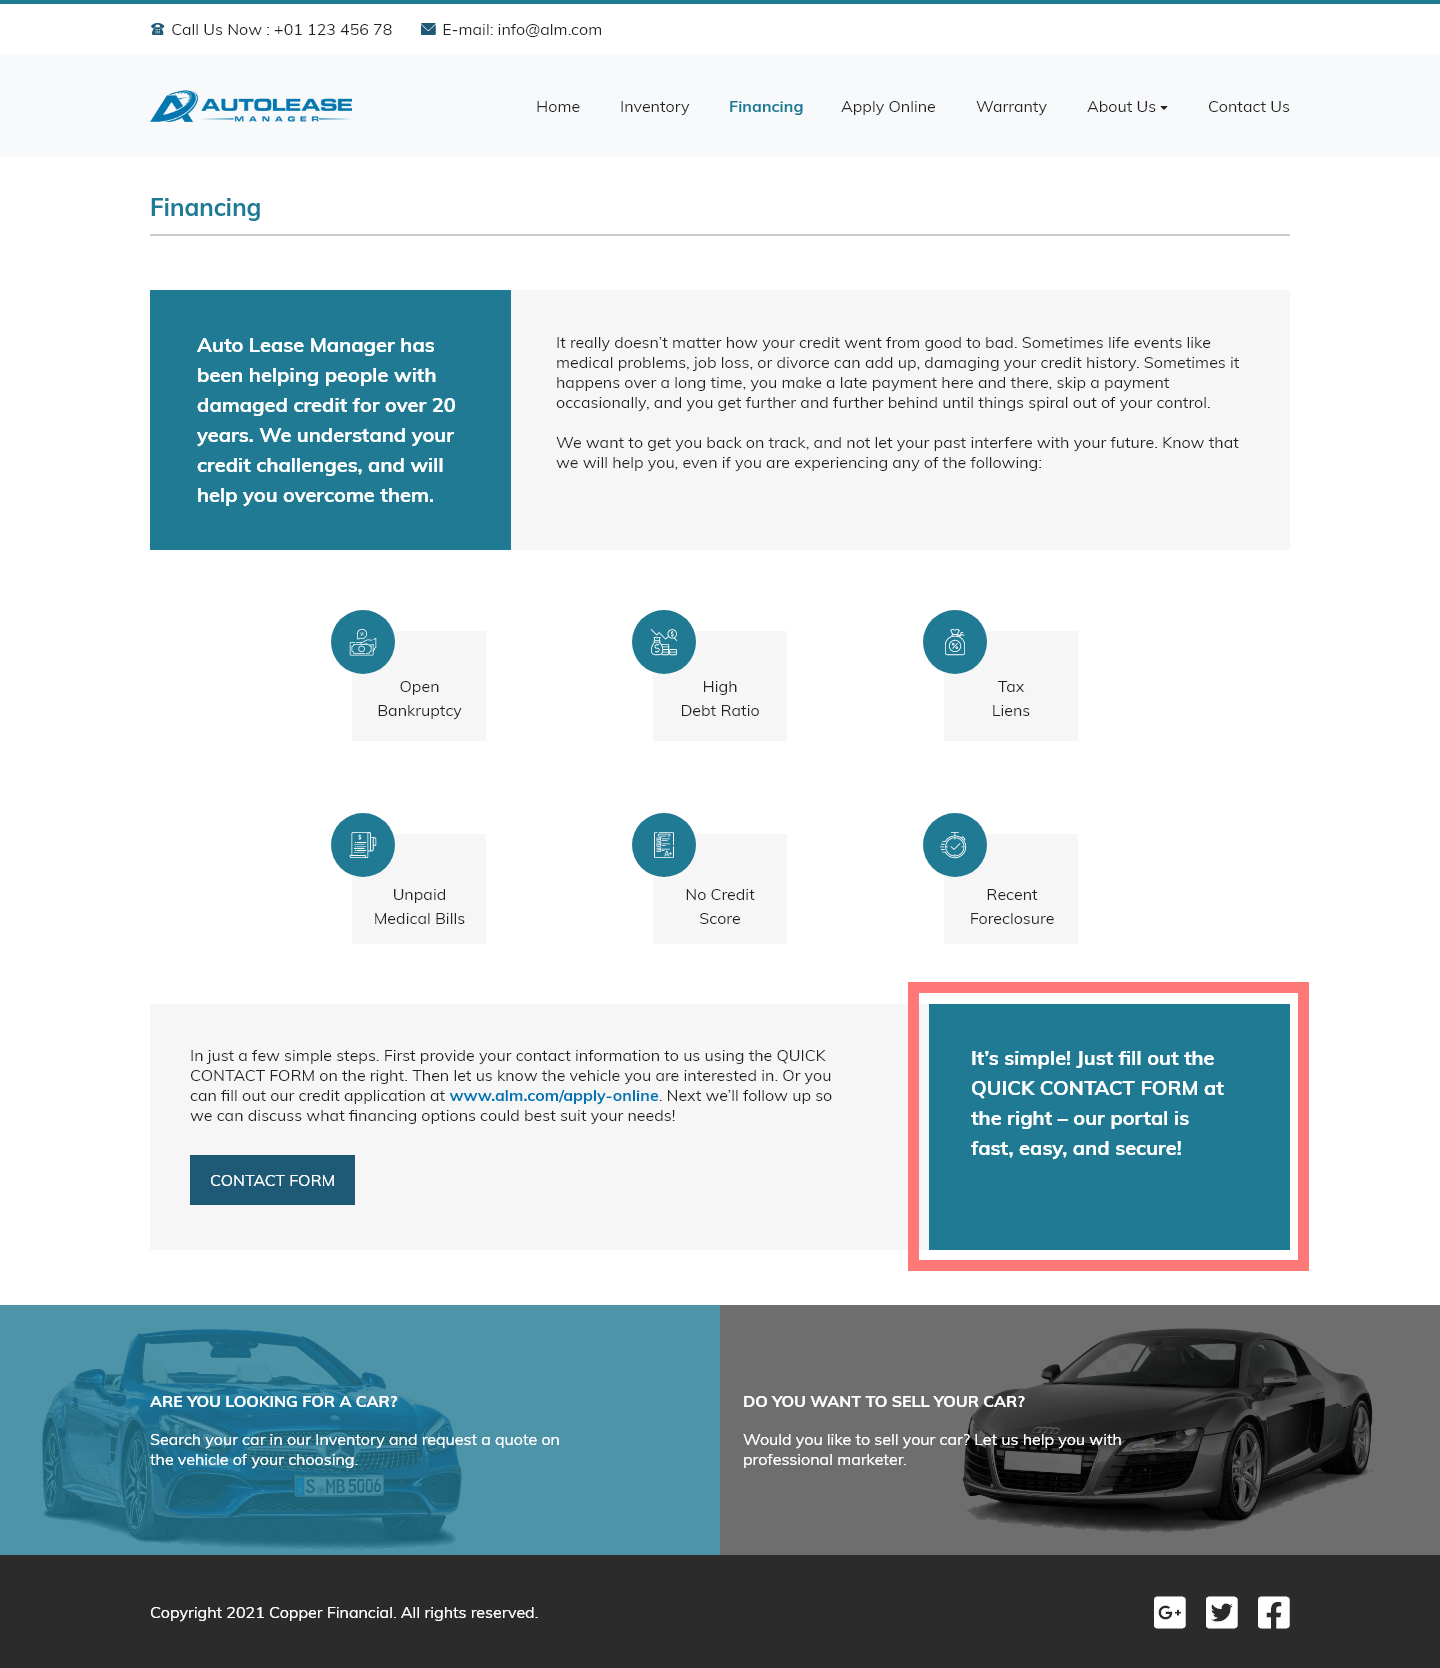 Call Us Now : +01 123 456 78
E-mail: info@alm.com
AUTOLEASE
MANAGER
Home
Inventory
Financing
Apply Online
Warranty
About Us
Contact Us
Financing
Auto Lease Manager has
been helping people with
damaged credit for over 20
years. We understand your
credit challenges, and will
help you overcome them.
It really doesn’t matter how your credit went from good to bad. Sometimes life events like
medical problems, job loss, or divorce can add up, damaging your credit history. Sometimes it
happens over a long time, you make a late payment here and there, skip a payment
occasionally, and you get further and further behind until things spiral out of your control.
We want to get you back on track, and not let your past interfere with your future. Know that
we will help you, even if you are experiencing any of the following:
Open
Bankruptcy
High
Debt Ratio
Tax
Liens
Unpaid
Medical Bills
No Credit
Score
Recent
Foreclosure
In just a few simple steps. First provide your contact information to us using the QUICK
CONTACT FORM on the right. Then let us know the vehicle you are interested in. Or you
can fill out our credit application at www.alm.com/apply-online. Next we’ll follow up so
we can discuss what financing options could best suit your needs!
CONTACT FORM
It’s simple! Just fill out the
QUICK CONTACT FORM at
the right – our portal is
fast, easy, and secure!
ARE YOU LOOKING FOR A CAR?
Search your car in our Inventory and request a quote on
the vehicle of your choosing.
S MB 5006
DO YOU WANT TO SELL YOUR CAR?
Would you like to sell your car? Let us help you with
professional marketer.
Copyright 2021 Copper Financial. All rights reserved.